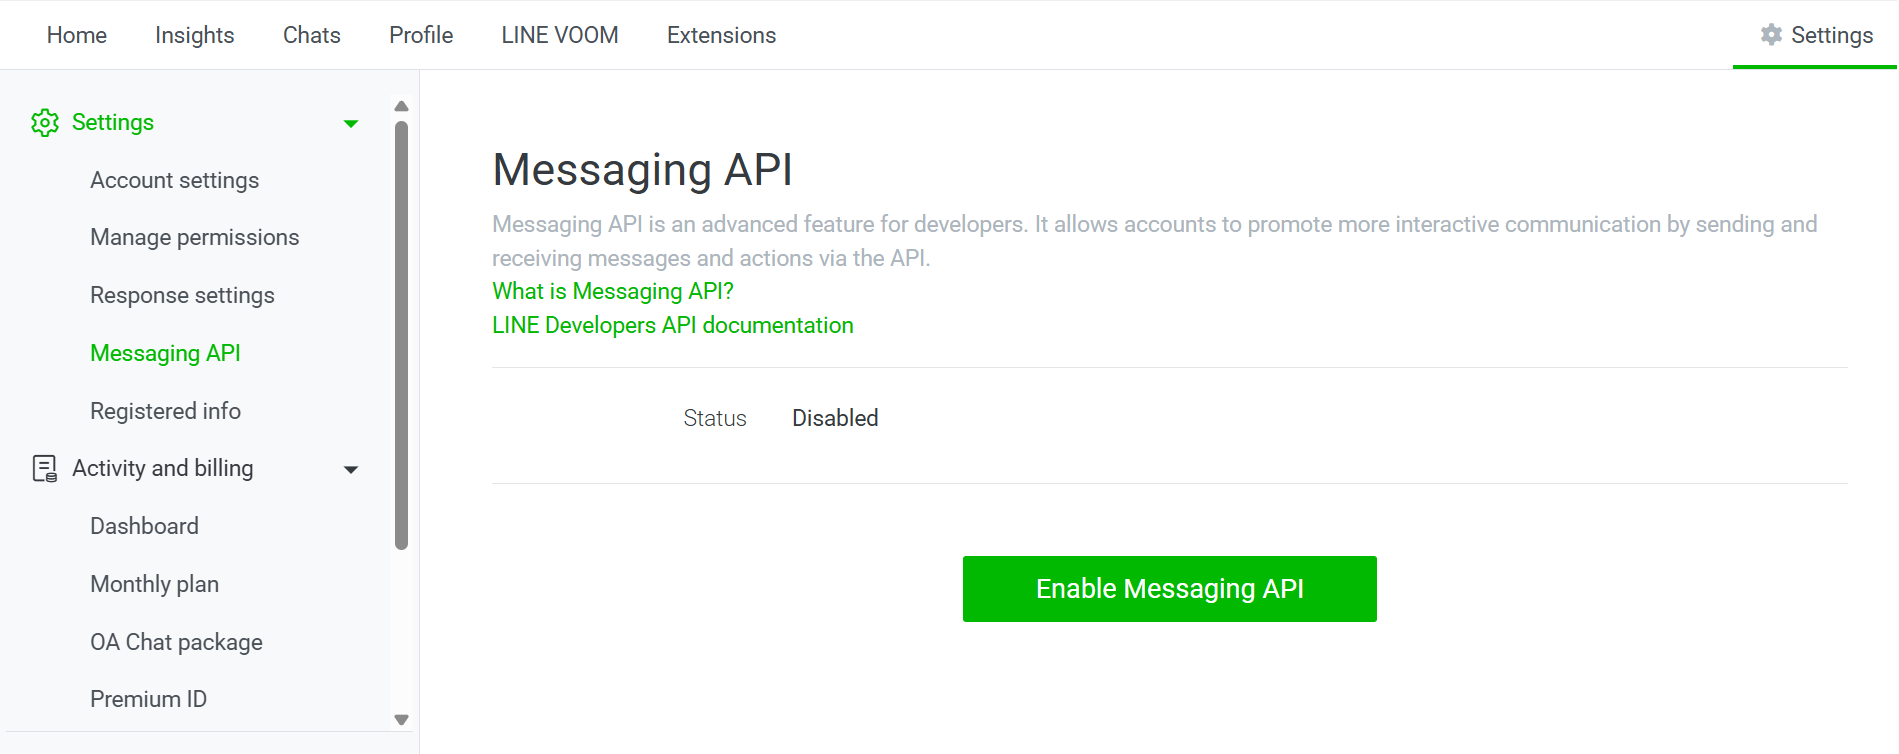 Home Insights Chats Profile LINE VOOM Extensions Settings
Settings
Account settings
Manage permissions
Response settings
Messaging API
Registered info
Activity and billing
Dashboard
Monthly plan
OA Chat package
Premium ID
Messaging API
Messaging API is an advanced feature for developers. It allows accounts to promote more interactive communication by sending and
receiving messages and actions via the API.
What is Messaging API?
LINE Developers API documentation
Status Disabled
Enable Messaging API